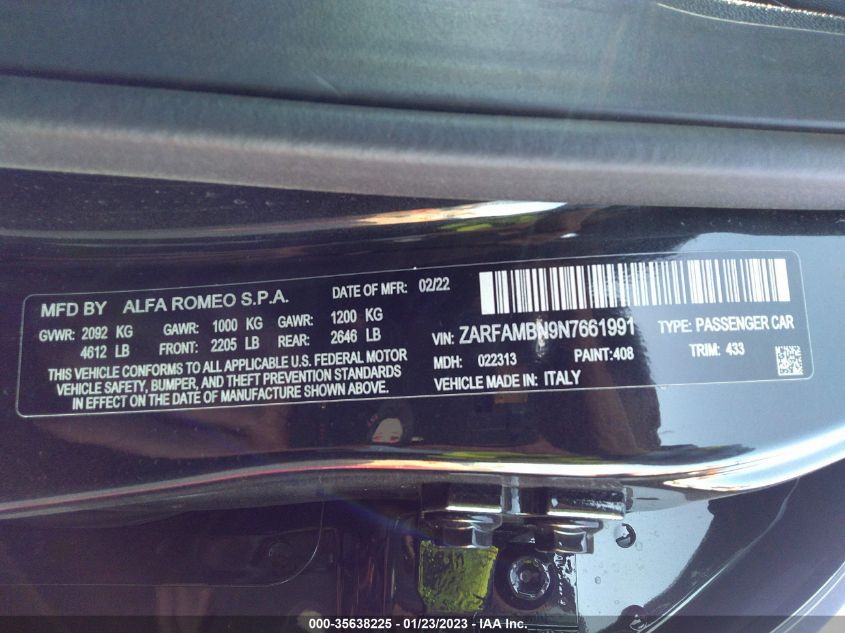 MFD BY ALFA ROMEO S.P.A. DATE OF MFR: 02/22
GVWR: 2092 KG GAWR: 1000 KG GAWR: 1200 KG
4612 LB FRONT: 2205 LB REAR: 2646 LB
THIS VEHICLE CONFORMS TO ALL APPLICABLE U.S. FEDERAL MOTOR
VEHICLE SAFETY, BUMPER, AND THEFT PREVENTION STANDARDS
IN EFFECT ON THE DATE OF MANUFACTURE SHOWN ABOVE.
VIN: ZARFAMBN9N7661991 TYPE: PASSENGER CAR
MDH: 022313 PAINT: 408 TRIM: 433
VEHICLE MADE IN: ITALY
000-35638225 - 01/23/2023 - IAA Inc.